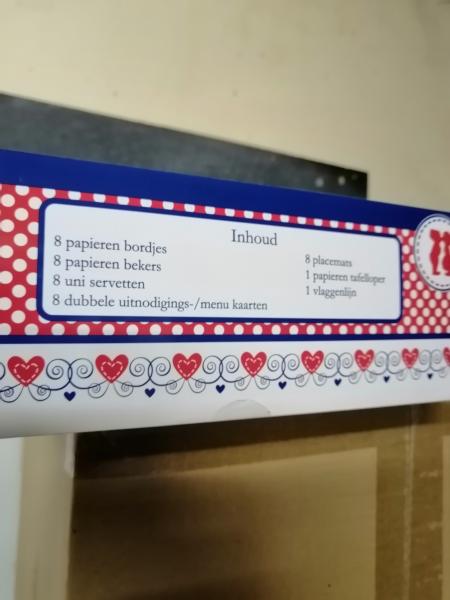 Inhoud
8 papieren bordjes
8 papieren bekers
8 uni servetten
8 dubbele uitnodigings-/menu kaarten
8 placemats
1 papieren tafelloper
1 vlaggenlijn